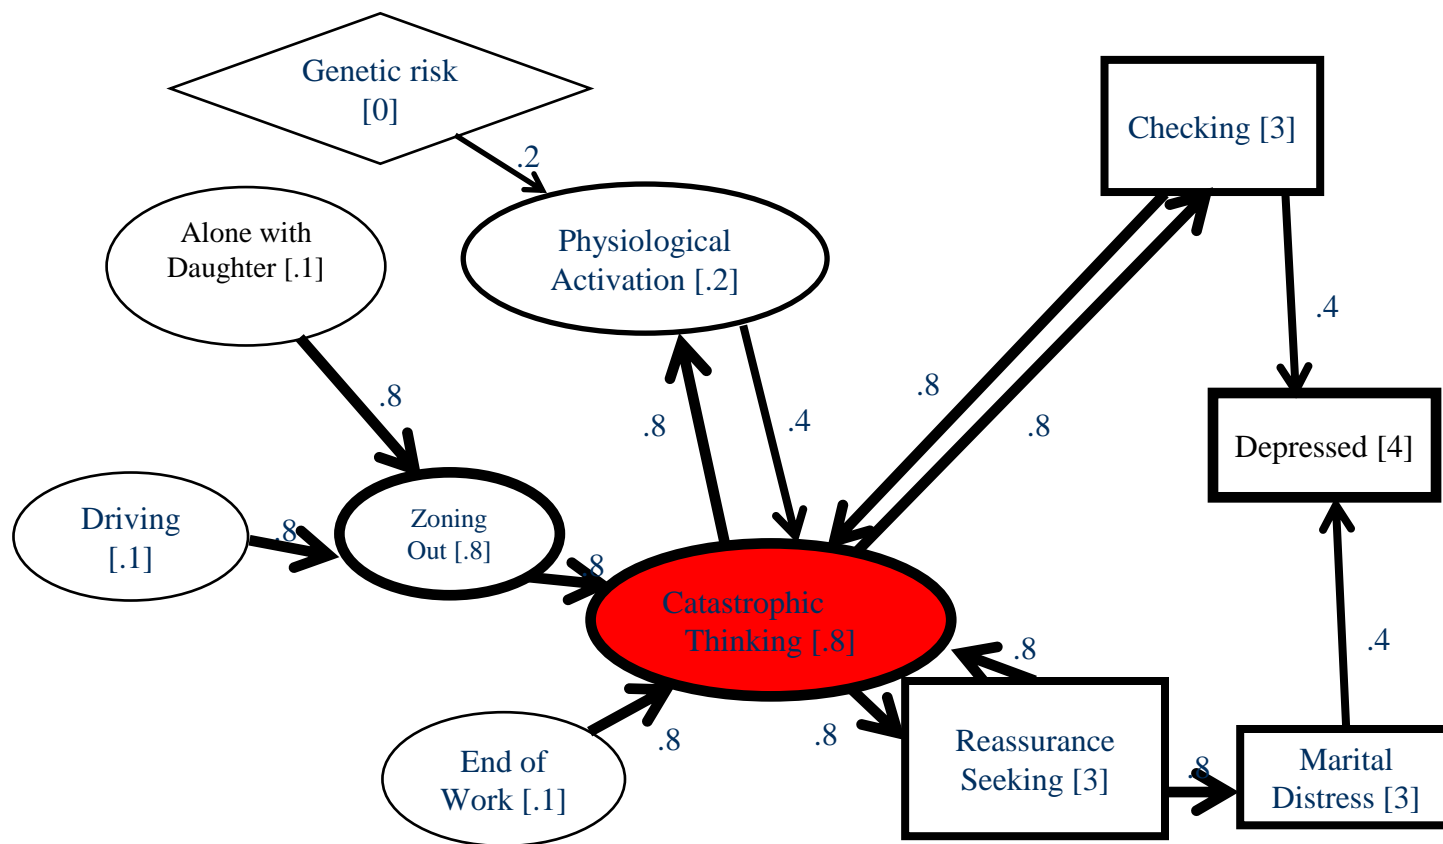 Genetic risk
[0]
.2
Checking [3]
Alone with
Daughter [.1]
Physiological
Activation [.2]
.4
.8
.8
.8
.4
.8
Depressed [4]
Driving
[.1]
.8
Zoning
Out [.8]
.8
Catastrophic
Thinking [.8]
.8
.4
.8
.8
End of
Work [.1]
Reassurance
Seeking [3]
.8
Marital
Distress [3]